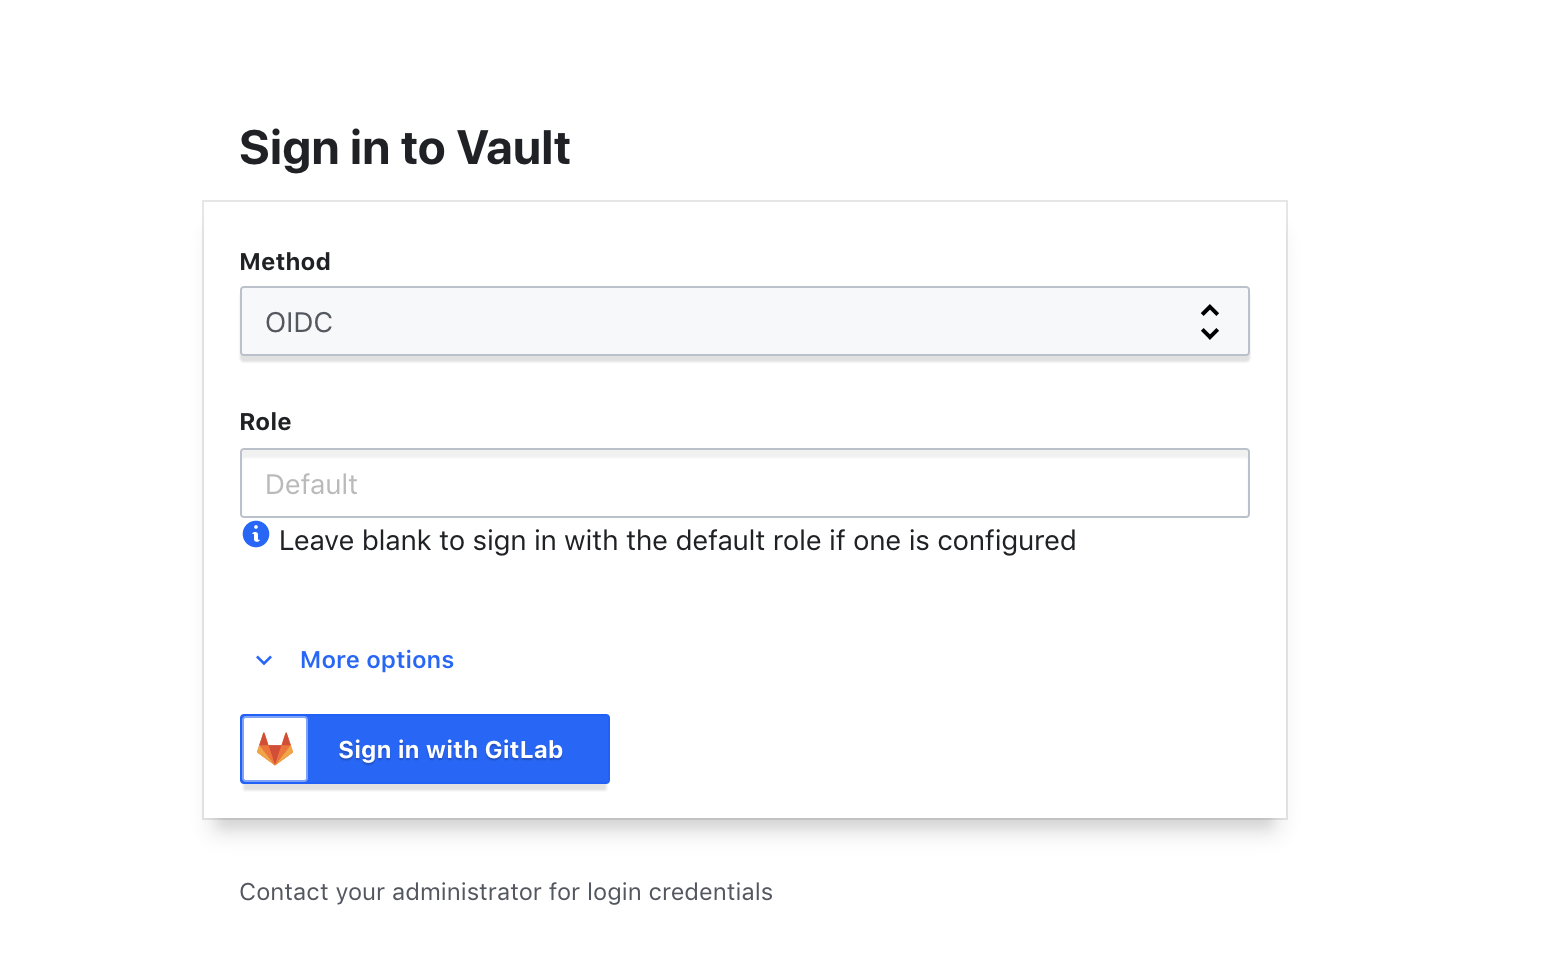 Sign in to Vault
Method
OIDC
Role
Default
Leave blank to sign in with the default role if one is configured
More options
Sign in with GitLab
Contact your administrator for login credentials